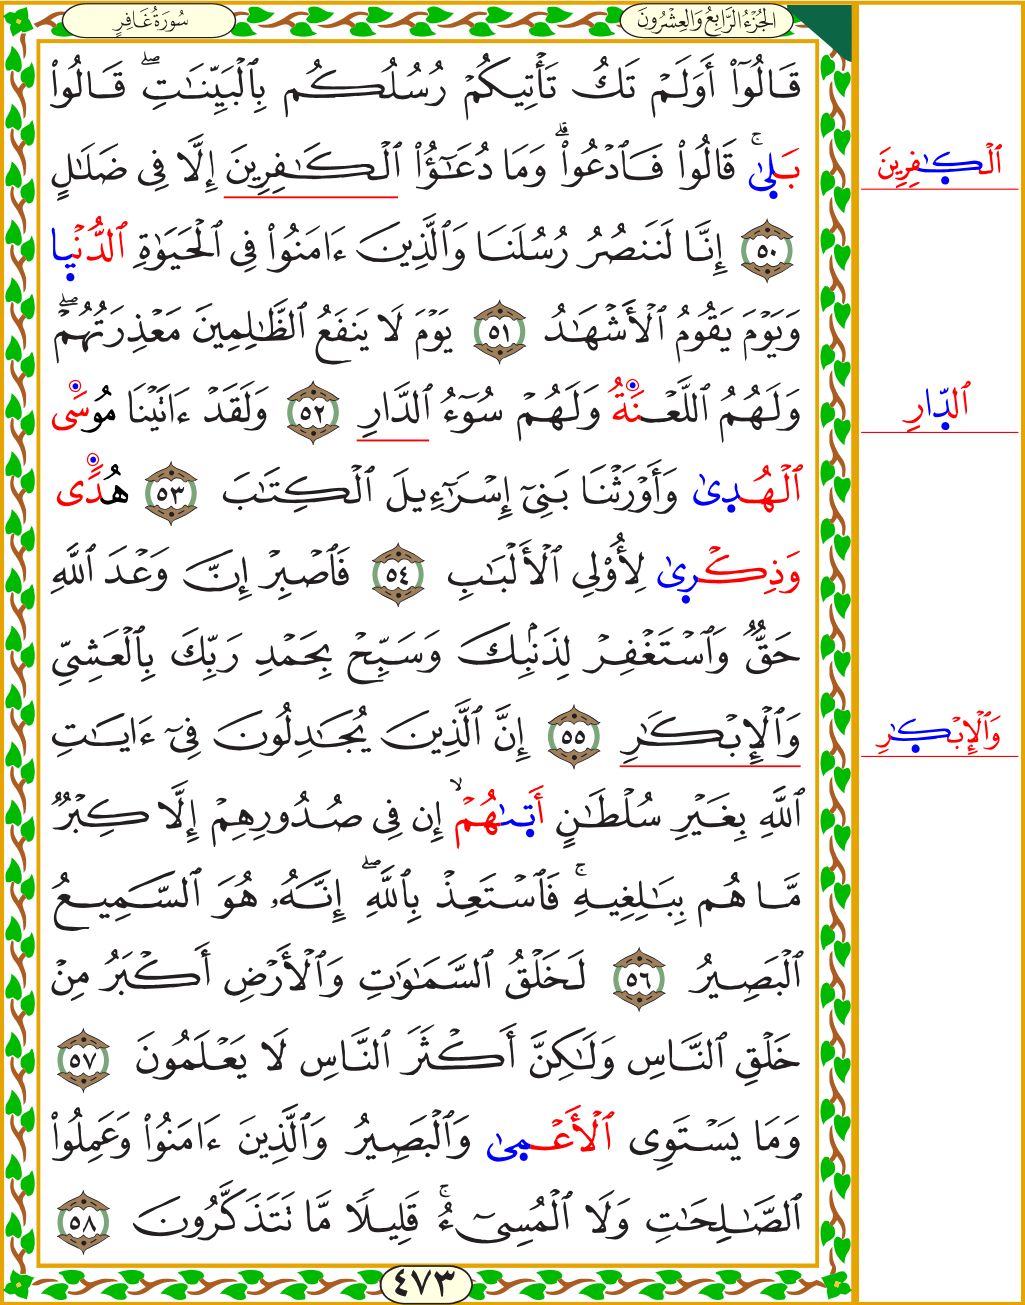 الجُزْءُ الرَّابِعُ وَالعِشْرُونَ
سُورَةُ غَافِرٍ
قَالُوٓا۟ أَوَلَمْ تَكُ تَأْتِيكُمْ رُسُلُكُم بِٱلْبَيِّنَـٰتِ ۖ قَالُوا۟
بَلَىٰ ۚ قَالُوا۟ فَٱدْعُوا۟ ۗ وَمَا دُعَـٰٓؤُا۟ ٱلْكَـٰفِرِينَ إِلَّا فِى ضَلَـٰلٍ
٥٠ إِنَّا لَنَنصُرُ رُسُلَنَا وَٱلَّذِينَ ءَامَنُوا۟ فِى ٱلْحَيَوٰةِ ٱلدُّنْيَا
وَيَوْمَ يَقُومُ ٱلْأَشْهَـٰدُ ٥١ يَوْمَ لَا يَنفَعُ ٱلظَّـٰلِمِينَ مَعْذِرَتُهُمْ ۖ
وَلَهُمُ ٱللَّعْنَةُ وَلَهُمْ سُوٓءُ ٱلدَّارِ ٥٢ وَلَقَدْ ءَاتَيْنَا مُوسَى
ٱلْهُدَىٰ وَأَوْرَثْنَا بَنِىٓ إِسْرَٰٓءِيلَ ٱلْكِتَـٰبَ ٥٣ هُدًى
وَذِكْرَىٰ لِأُو۟لِى ٱلْأَلْبَـٰبِ ٥٤ فَٱصْبِرْ إِنَّ وَعْدَ ٱللَّهِ
حَقٌّ وَٱسْتَغْفِرْ لِذَنۢبِكَ وَسَبِّحْ بِحَمْدِ رَبِّكَ بِٱلْعَشِىِّ
وَٱلْإِبْكَـٰرِ ٥٥ إِنَّ ٱلَّذِينَ يُجَـٰدِلُونَ فِىٓ ءَايَـٰتِ
ٱللَّهِ بِغَيْرِ سُلْطَـٰنٍ أَتَىٰهُمْ ۙ إِن فِى صُدُورِهِمْ إِلَّا كِبْرٌ
مَّا هُم بِبَـٰلِغِيهِ ۚ فَٱسْتَعِذْ بِٱللَّهِ ۖ إِنَّهُۥ هُوَ ٱلسَّمِيعُ
ٱلْبَصِيرُ ٥٦ لَخَلْقُ ٱلسَّمَـٰوَٰتِ وَٱلْأَرْضِ أَكْبَرُ مِنْ
خَلْقِ ٱلنَّاسِ وَلَـٰكِنَّ أَكْثَرَ ٱلنَّاسِ لَا يَعْلَمُونَ ٥٧
وَمَا يَسْتَوِى ٱلْأَعْمَىٰ وَٱلْبَصِيرُ وَٱلَّذِينَ ءَامَنُوا۟ وَعَمِلُوا۟
ٱلصَّـٰلِحَـٰتِ وَلَا ٱلْمُسِىٓءُ ۚ قَلِيلًا مَّا تَتَذَكَّرُونَ ٥٨
٤٧٣
ٱلْكَـٰفِرِينَ
ٱلدَّارِ
وَٱلْإِبْكَـٰرِ